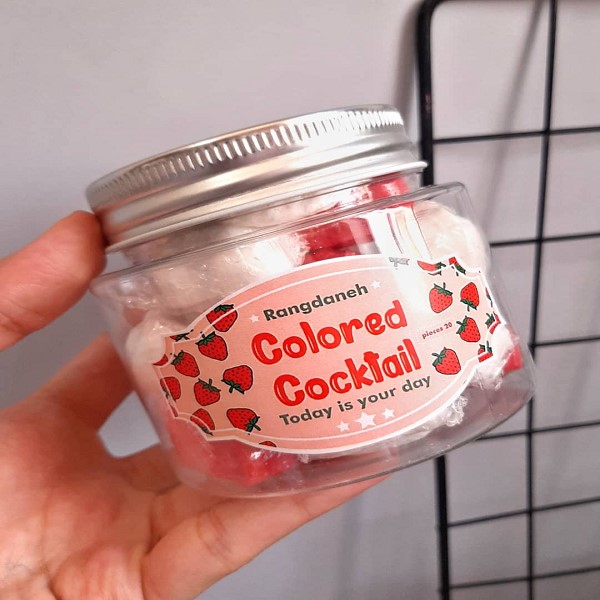 Rangdaneh
Colored
Cocktail
pieces 20
Today is your day